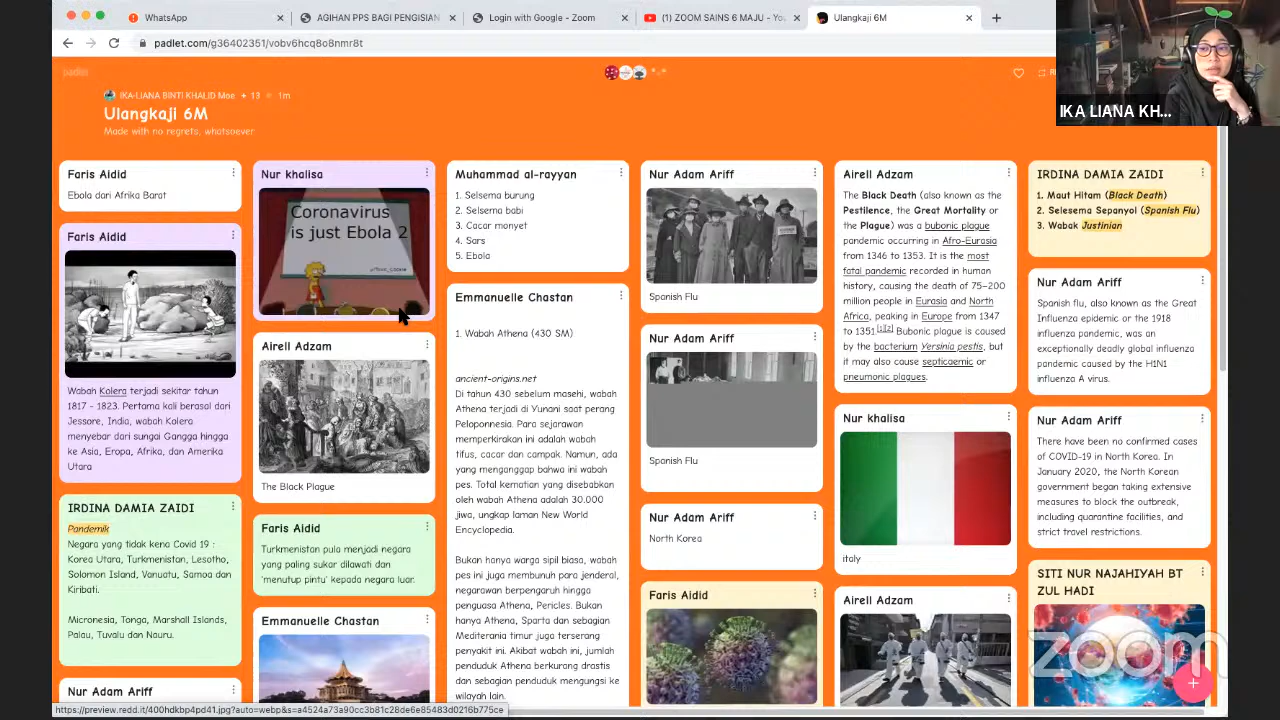 WhatsApp
AGIHAN PPS BAGI PENGISIAN
Login with Google - Zoom
(1) ZOOM SAINS 6 MAJU - Yo
Ulangkaji 6M
padlet.com/g36402351/vobv6hcq8o8nmr8t
padlet
IKA-LIANA BINTI KHALID Moe + 13 1m
Ulangkaji 6M
Made with no regrets, whatsoever
IKA LIANA KH...
Faris Aidid
Ebola dari Afrika Barat
Faris Aidid
Wabah Kolera terjadi sekitar tahun
1817 - 1823. Pertama kali berasal dari
Jessore, India, wabah Kolera
menyebar dari sungai Gangga hingga
ke Asia, Eropa, Afrika, dan Amerika
Utara
IRDINA DAMIA ZAIDI
Pandemik
Negara yang tidak kena Covid 19 :
Korea Utara, Turkmeniston, Lesotho,
Solomon Island, Vanuatu, Samoa dan
Kiribati.
Micronesia, Tonga, Marshall Islands,
Palau, Tuvalu dan Nauru.
Nur Adam Ariff
Nur khalisa
Coronavirus
is just Ebola 2
Airell Adzam
The Black Plague
Faris Aidid
Turkmenistan pula menjadi negara
yang paling sukar dilawati dan
'menutup pintu' kepada negara luar.
Emmanuelle Chastan
Muhammad al-rayyan
1. Selsema burung
2. Selsema babi
3. Cacar monyet
4. Sars
5. Ebola
Emmanuelle Chastan
1. Wabah Athena (430 SM)
ancient-origins.net
Di tahun 430 sebelum masehi, wabah
Athena terjadi di Yunani saat perang
Peloponnesia. Para sejarawan
memperkirakan ini adalah wabah
tifus, cacar dan campak. Namun, ada
yang menganggap bahwa ini wabah
pes. Total kematian yang disebabkan
oleh wabah Athena adalah 30.000
jiwa, ungkap laman New World
Encyclopedia.
Bukan hanya warga sipil biasa, wabah
pes ini juga membunuh para jenderal,
negarawan berpengaruh hingga
penguasa Athena, Pericles. Bukan
hanya Athena, Sparta dan sebagian
Mediterania timur juga terserang
penyakit ini. Akibat wabah ini, jumlah
penduduk Athena berkurang drastis
dan sebagian penduduk mengungsi ke
wilayah lain.
Nur Adam Ariff
Spanish Flu
Nur Adam Ariff
Spanish Flu
Nur Adam Ariff
North Korea
Faris Aidid
Airell Adzam
The Black Death (also known as the
Pestilence, the Great Mortality or
the Plague) was a bubonic plague
pandemic occurring in Afro-Eurasia
from 1346 to 1353. It is the most
fatal pandemic recorded in human
history, causing the death of 75–200
million people in Eurasia and North
Africa, peaking in Europe from 1347
to 1351.[1][2] Bubonic plague is caused
by the bacterium Yersinia pestis, but
it may also cause septicaemic or
pneumonic plagues.
Nur khalisa
italy
Airell Adzam
IRDINA DAMIA ZAIDI
1. Maut Hitam (Black Death)
2. Selesema Sepanyol (Spanish Flu)
3. Wabak Justinian
Nur Adam Ariff
Spanish flu, also known as the Great
Influenza epidemic or the 1918
influenza pandemic, was an
exceptionally deadly global influenza
pandemic caused by the H1N1
influenza A virus.
Nur Adam Ariff
There have been no confirmed cases
of COVID-19 in North Korea. In
January 2020, the North Korean
government began taking extensive
measures to block the outbreak,
including quarantine facilities, and
strict travel restrictions.
SITI NUR NAJAHIYAH BT
ZUL HADI
zoom
https://preview.redd.it/400hdkbp4pd41.jpg?auto=webp&s=a4524a73a90cc3b81c28de6e85483d0216b775ce